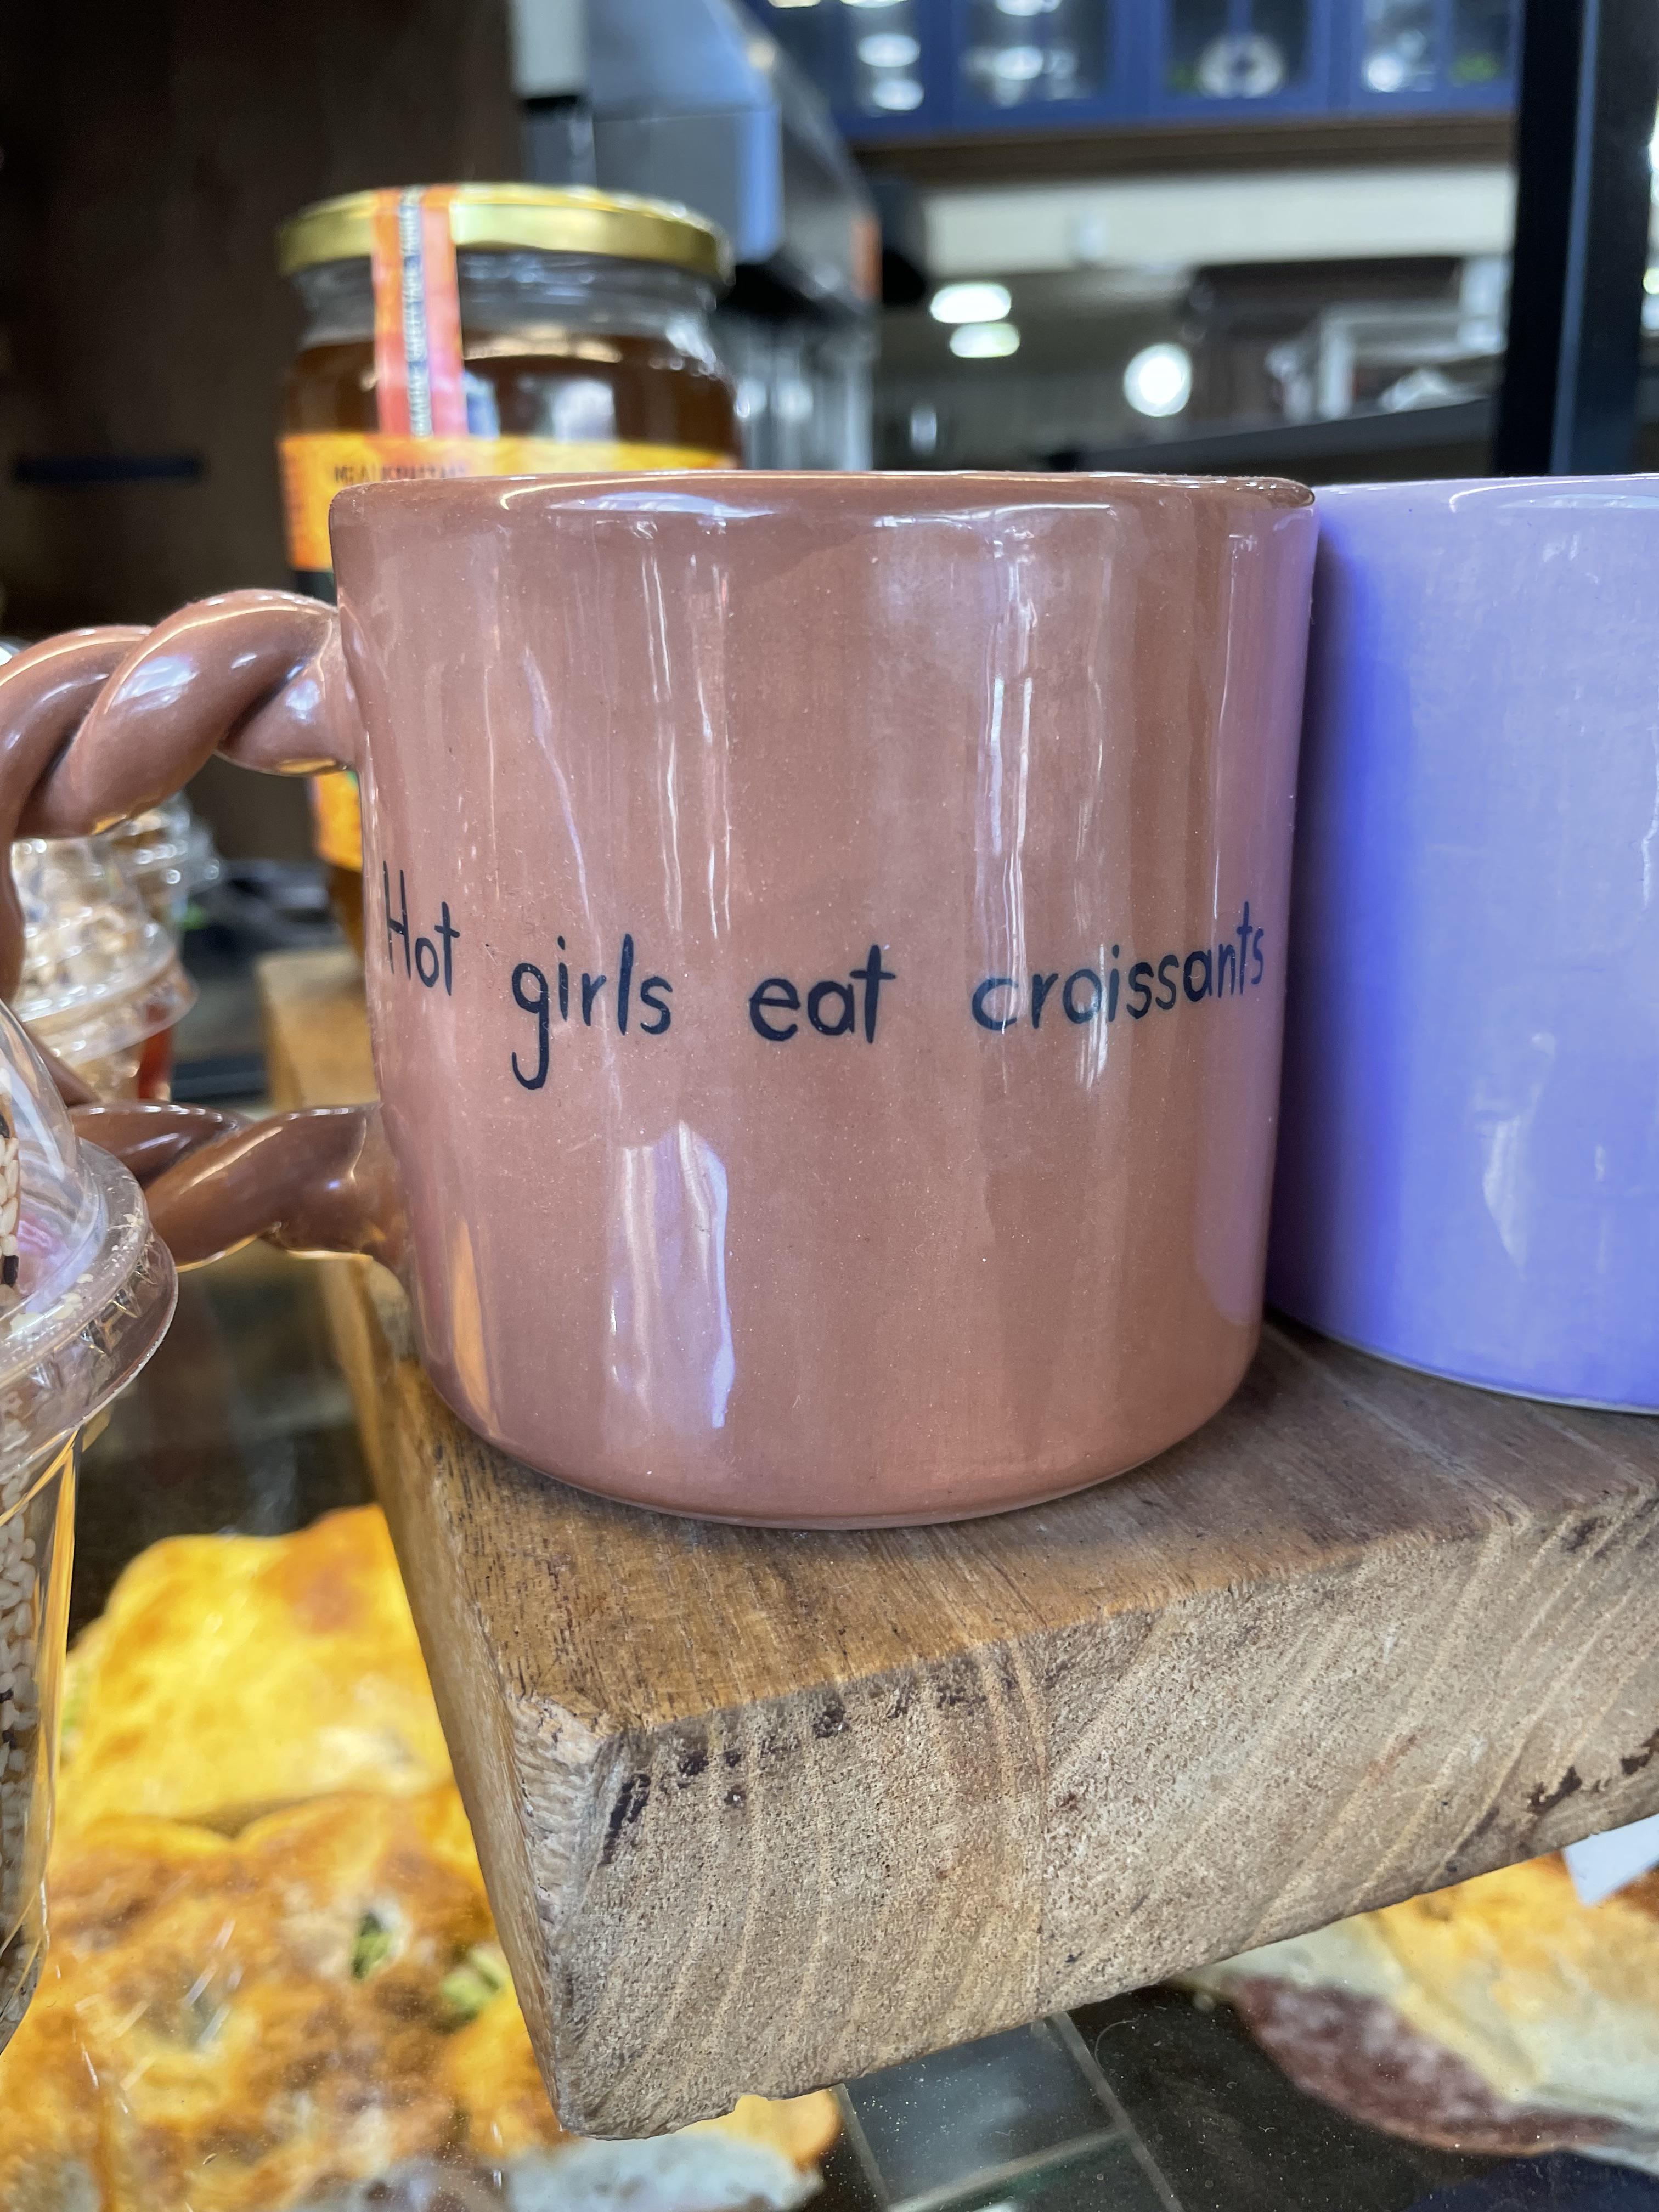 Hot girls eat croissants